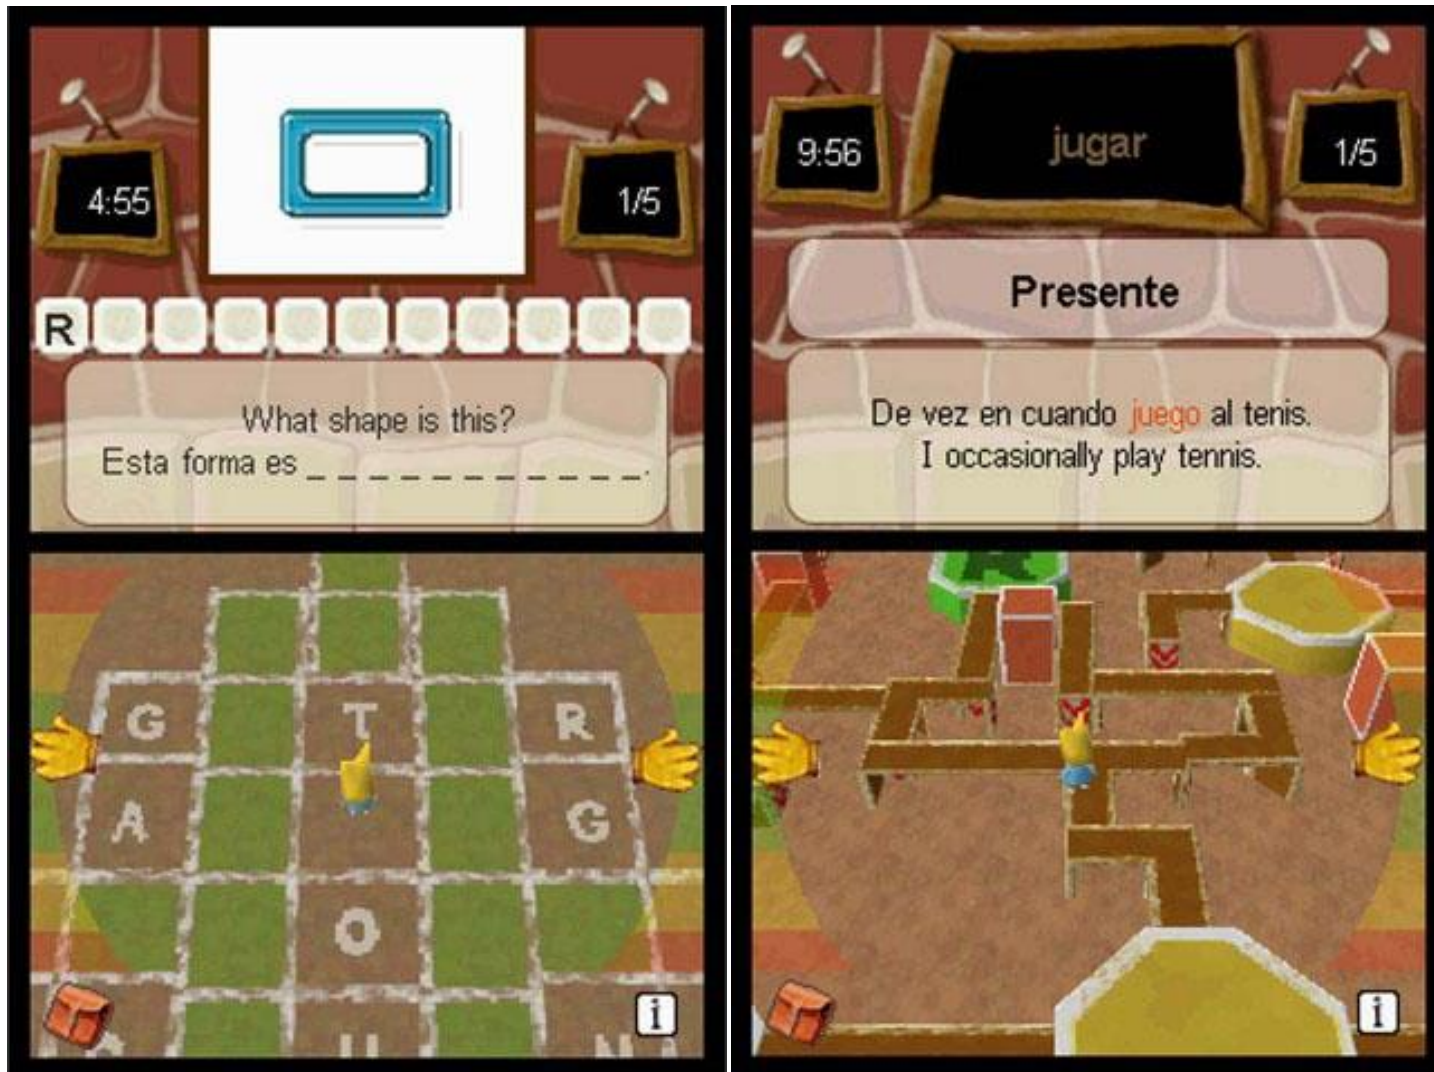 4:55
1/5
R
What shape is this?
Esta forma es _ _ _ _ _ _ _ _ _ _ _.
G T R
A G
O
U
i
9:56
jugar
1/5
Presente
De vez en cuando juego al tenis.
I occasionally play tennis.
i